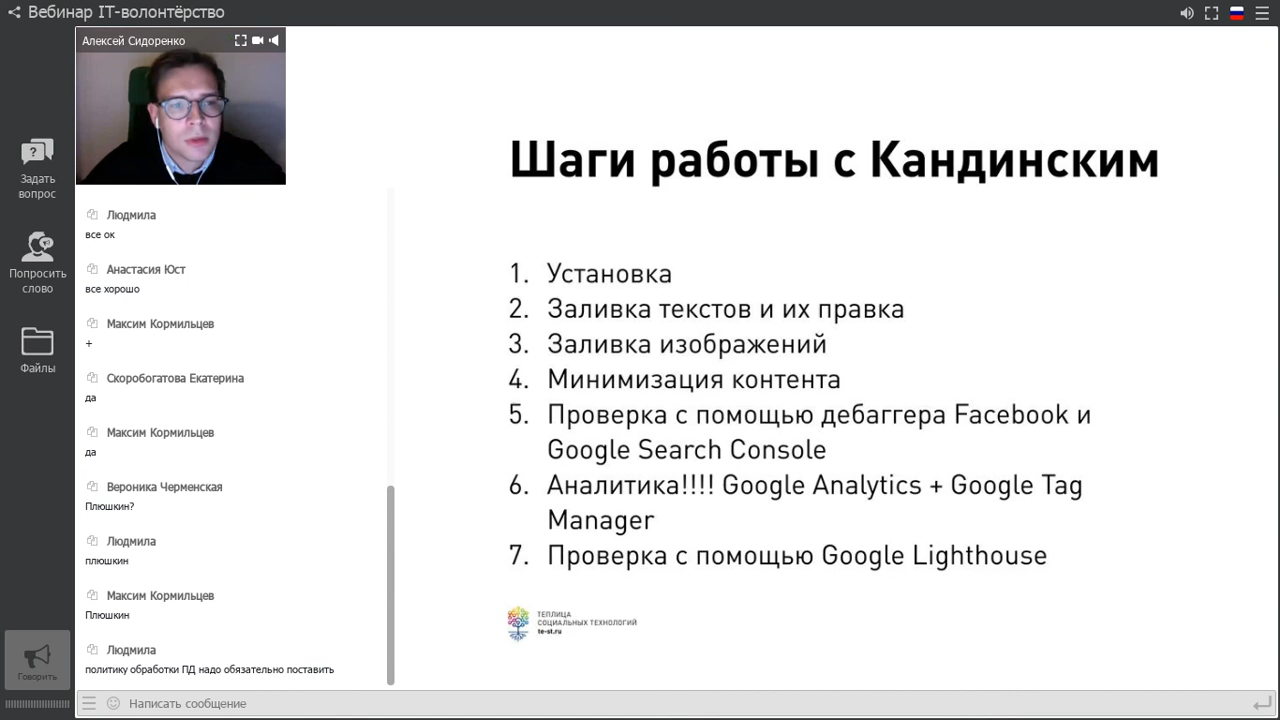 Вебинар IT-волонтёрство
Алексей Сидоренко
Задать
вопрос
Попросить
слово
Файлы
Говорить
Людмила
все ок
Анастасия Юст
все хорошо
Максим Кормильцев
+
Скоробогатова Екатерина
да
Максим Кормильцев
да
Вероника Черменская
Плюшкин?
Людмила
плюшкин
Максим Кормильцев
Плюшкин
Людмила
политику обработки ПД надо обязательно поставить
Написать сообщение
Шаги работы с Кандинским
1. Установка
2. Заливка текстов и их правка
3. Заливка изображений
4. Минимизация контента
5. Проверка с помощью дебаггера Facebook и
Google Search Console
6. Аналитика!!!! Google Analytics + Google Tag
Manager
7. Проверка с помощью Google Lighthouse
ТЕПЛИЦА
СОЦИАЛЬНЫХ ТЕХНОЛОГИЙ
te-st.ru